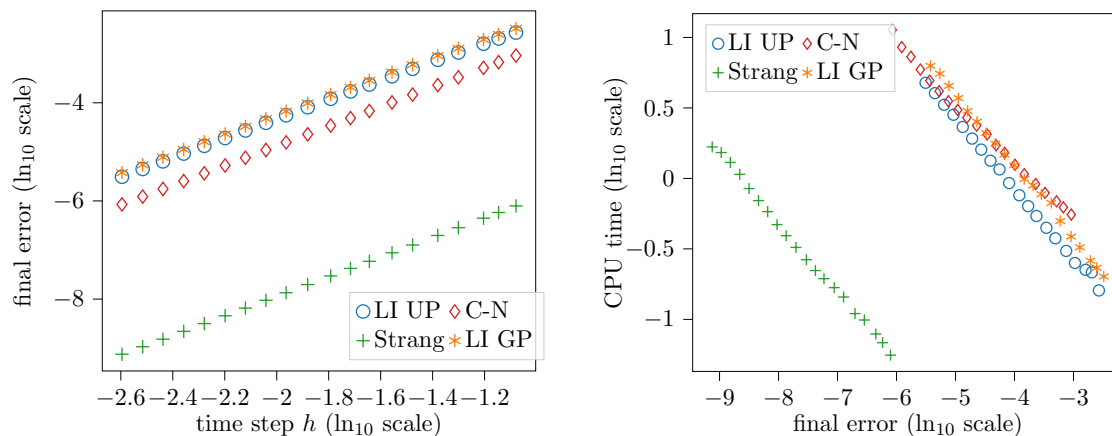 −4
−6
−8
final error (ln₁₀ scale)
LI UP C-N
Strang LI GP
−2.6 −2.4 −2.2 −2 −1.8 −1.6 −1.4 −1.2
time step h (ln₁₀ scale)
1
0.5
0
−0.5
−1
CPU time (ln₁₀ scale)
LI UP C-N
Strang LI GP
−9 −8 −7 −6 −5 −4 −3
final error (ln₁₀ scale)